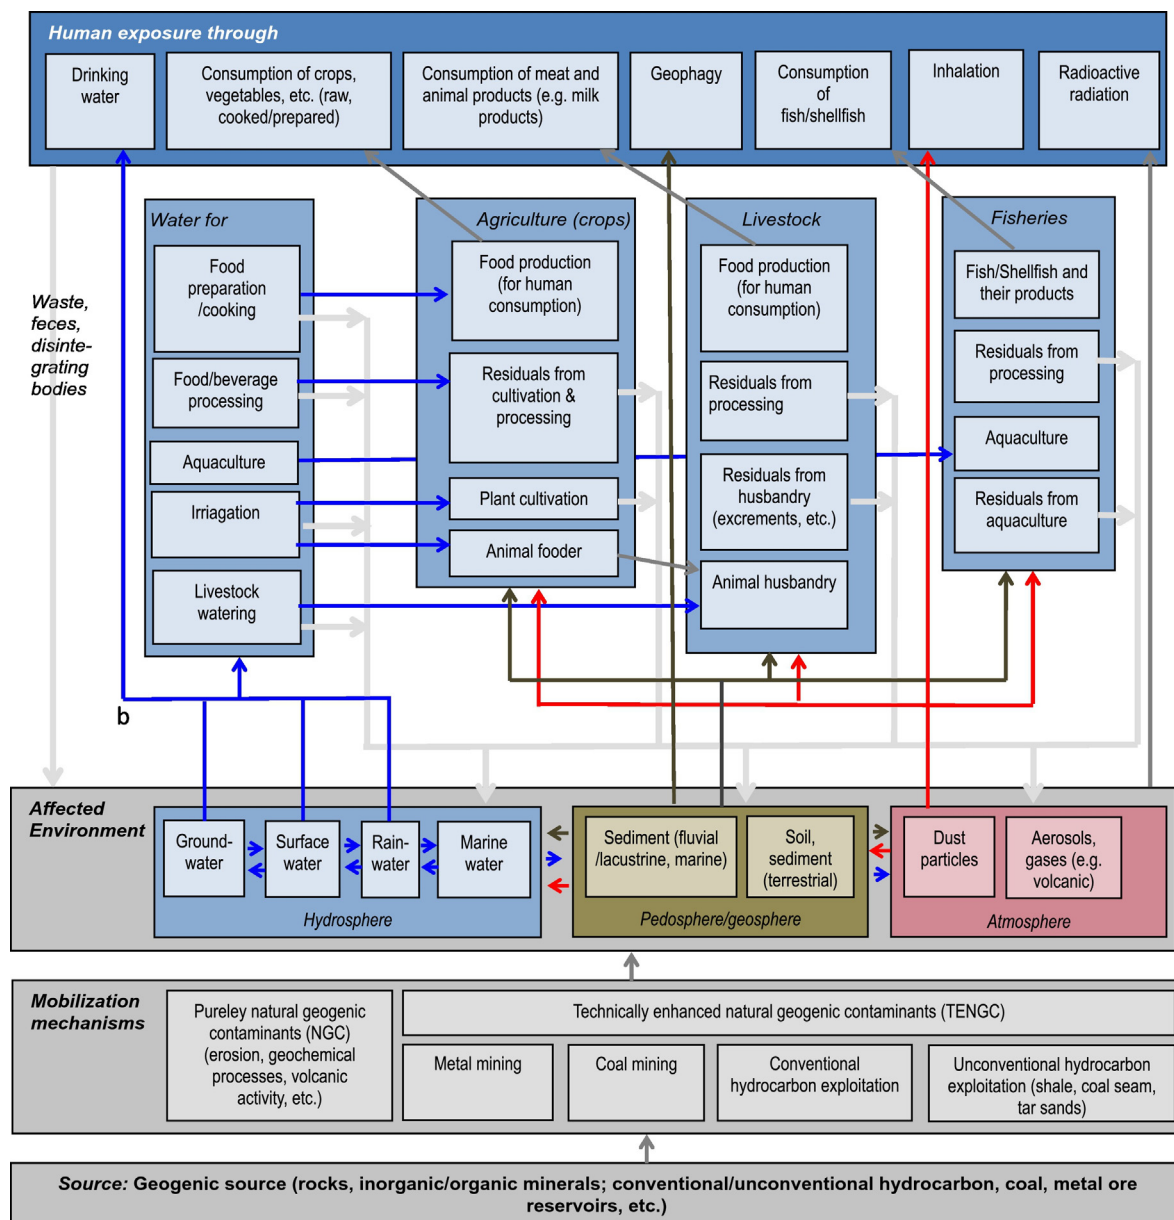 Human exposure through
Drinking
water
Consumption of crops,
vegetables, etc. (raw,
cooked/prepared)
Consumption of meat and
animal products (e.g. milk
products)
Geophagy
Consumption
of
fish/shellfish
Inhalation
Radioactive
radiation
Waste,
feces,
disinte-
grating
bodies
Water for
Food
preparation
/cooking
Food/beverage
processing
Aquaculture
Irriagation
Livestock
watering
Agriculture (crops)
Food production
(for human
consumption)
Residuals from
cultivation &
processing
Plant cultivation
Animal fooder
Livestock
Food production
(for human
consumption)
Residuals from
processing
Residuals from
husbandry
(excrements, etc.)
Animal husbandry
Fisheries
Fish/Shellfish and
their products
Residuals from
processing
Aquaculture
Residuals from
aquaculture
b
Affected
Environment
Ground-
water
Surface
water
Rain-
water
Marine
water
Hydrosphere
Sediment (fluvial
/lacustrine, marine)
Soil,
sediment
(terrestrial)
Pedosphere/geosphere
Dust
particles
Aerosols,
gases (e.g.
volcanic)
Atmosphere
Mobilization
mechanisms
Pureley natural geogenic
contaminants (NGC)
(erosion, geochemical
processes, volcanic
activity, etc.)
Technically enhanced natural geogenic contaminants (TENGC)
Metal mining
Coal mining
Conventional
hydrocarbon exploitation
Unconventional hydrocarbon
exploitation (shale, coal seam,
tar sands)
Source: Geogenic source (rocks, inorganic/organic minerals; conventional/unconventional hydrocarbon, coal, metal ore
reservoirs, etc.)